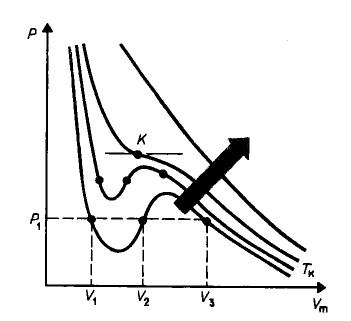 P
K
P₁
Tₖ
V₁ V₂ V₃ Vₘ